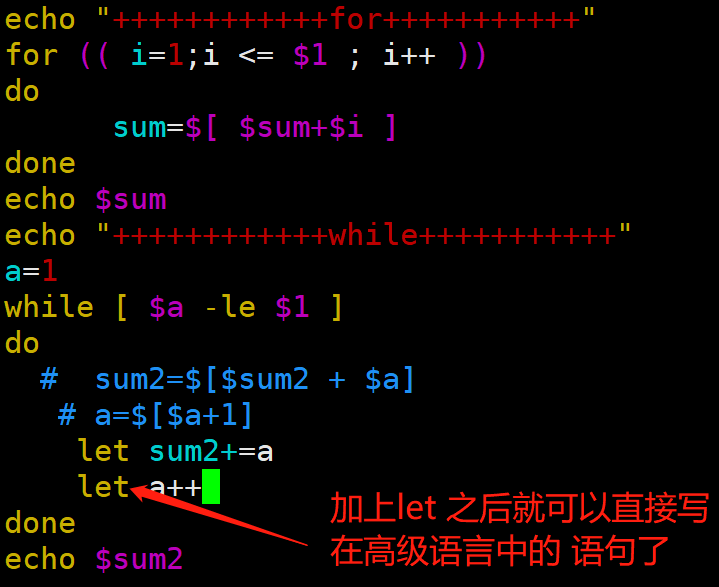 echo "++++++++++++for+++++++++++"
for (( i=1;i <= $1 ; i++ ))
do
      sum=$[ $sum+$i ]
done
echo $sum
echo "++++++++++++while+++++++++++"
a=1
while [ $a -le $1 ]
do
  #  sum2=$[$sum2 + $a]
   # a=$[$a+1]
    let sum2+=a
    let a++
加上let 之后就可以直接写
在高级语言中的 语句了
done
echo $sum2